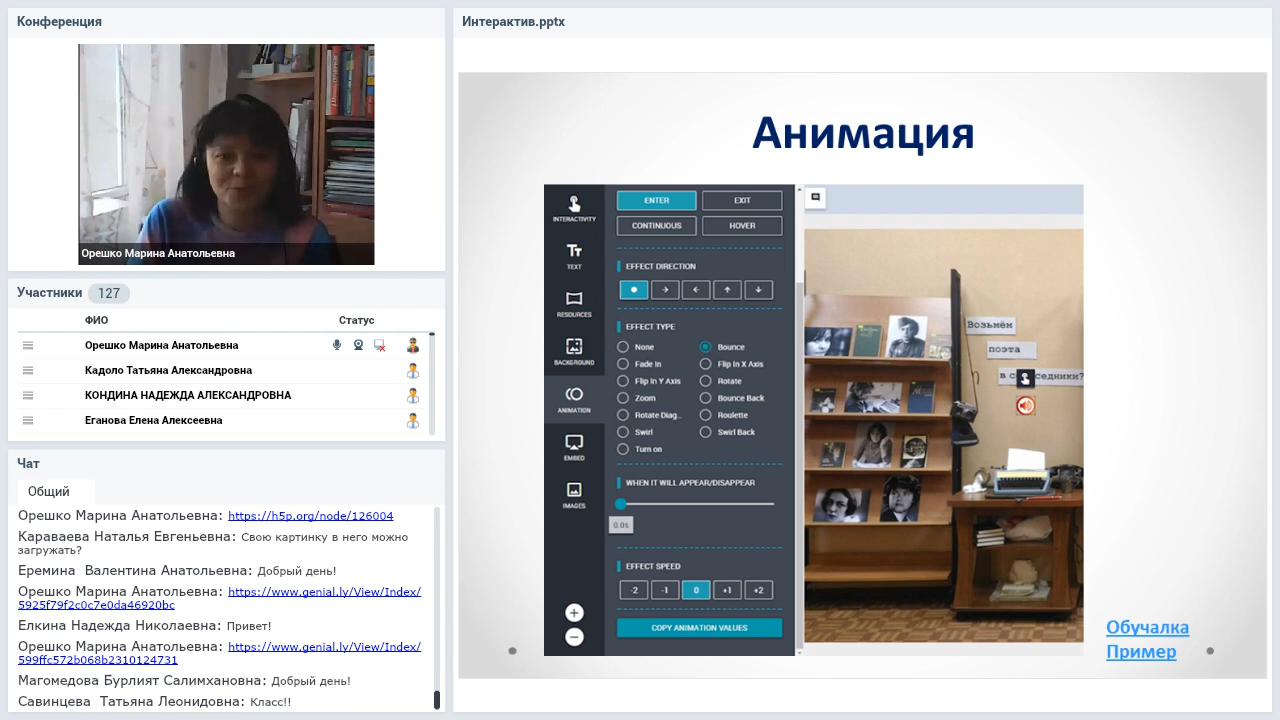 Конференция
Орешко Марина Анатольевна
Участники 127
ФИО Статус
Орешко Марина Анатольевна
Кадоло Татьяна Александровна
КОНДИНА НАДЕЖДА АЛЕКСАНДРОВНА
Еганова Елена Алексеевна
Чат
Общий
Орешко Марина Анатольевна: https://h5p.org/node/126004
Караваева Наталья Евгеньевна: Свою картинку в него можно
загружать?
Еремина Валентина Анатольевна: Добрый день!
Орешко Марина Анатольевна: https://www.genial.ly/View/Index/
5925f79f2c0c7e0da46920bc
Елкина Надежда Николаевна: Привет!
Орешко Марина Анатольевна: https://www.genial.ly/View/Index/
599ffc572b068b2310124731
Магомедова Бурлият Салимхановна: Добрый день!
Савинцева Татьяна Леонидовна: Класс!!
Интерактив.pptx
Анимация
INTERACTIVITY
TEXT
RESOURCES
BACKGROUND
ANIMATION
EMBED
IMAGES
ENTER EXIT
CONTINUOUS HOVER
EFFECT DIRECTION
EFFECT TYPE
None Bounce
Fade In Flip In X Axis
Flip In Y Axis Rotate
Zoom Bounce Back
Rotate Diag... Roulette
Swirl Swirl Back
Turn on
WHEN IT WILL APPEAR/DISAPPEAR
0.0s
EFFECT SPEED
-2 -1 0 +1 +2
COPY ANIMATION VALUES
Возьмём
поэта
в с седники?
Обучалка
Пример